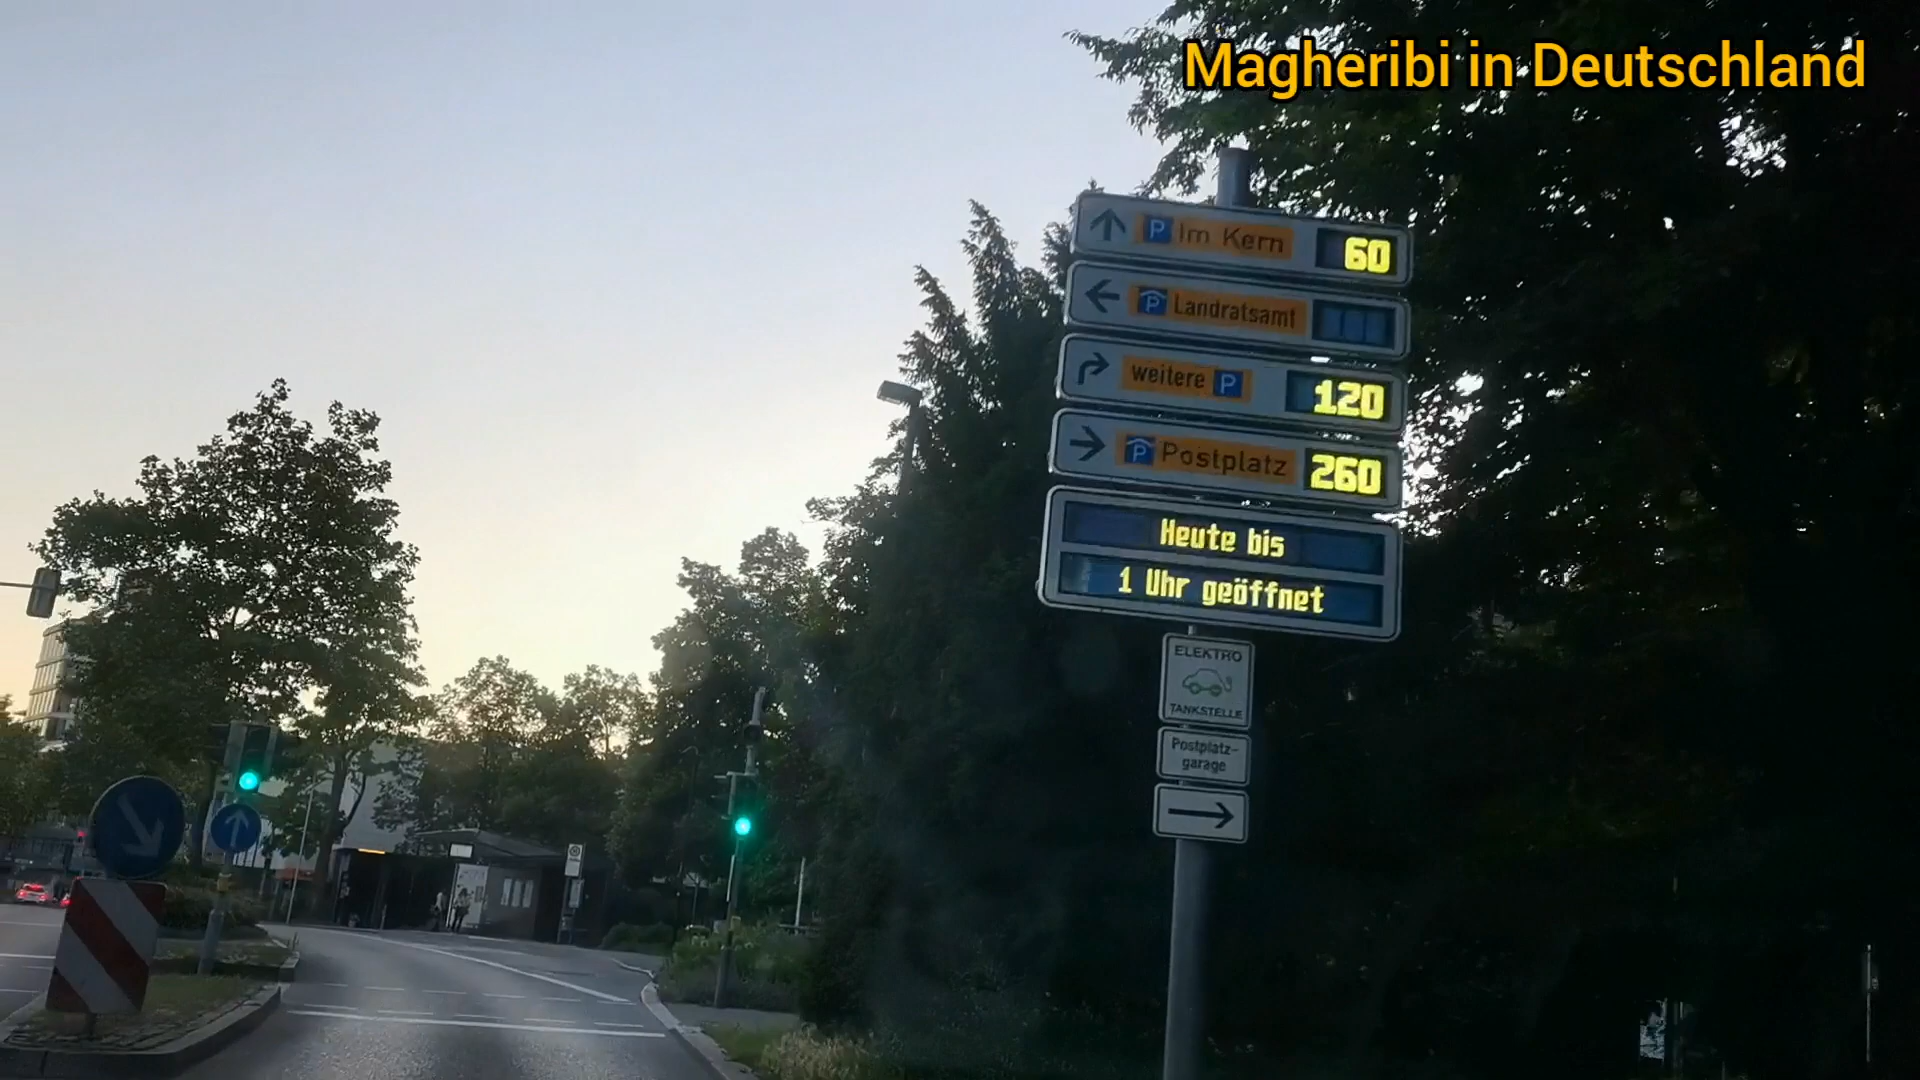 Magheribi in Deutschland
P Im Kern 60
P Landratsamt
weitere P 120
P Postplatz 260
Heute bis
1 Uhr geöffnet
ELEKTRO
TANKSTELLE
Postplatz-
garage